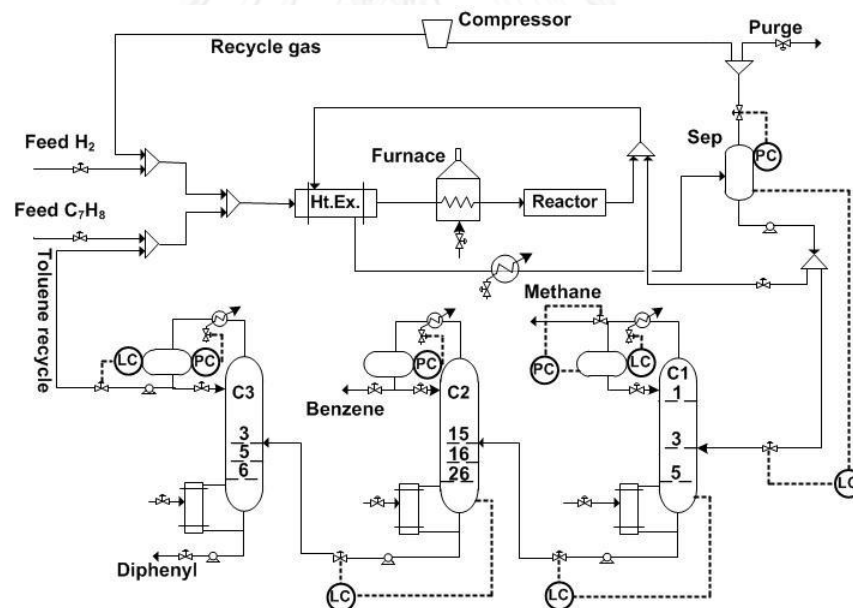 Compressor
Recycle gas
Purge
Sep
PC
Feed H₂
Furnace
Ht.Ex.
Reactor
Feed C₇H₈
Toluene recycle
Methane
LC
PC
PC
PC
LC
C3
C2
C1
1
Benzene
3
5
6
15
16
26
3
5
LC
Diphenyl
LC
LC